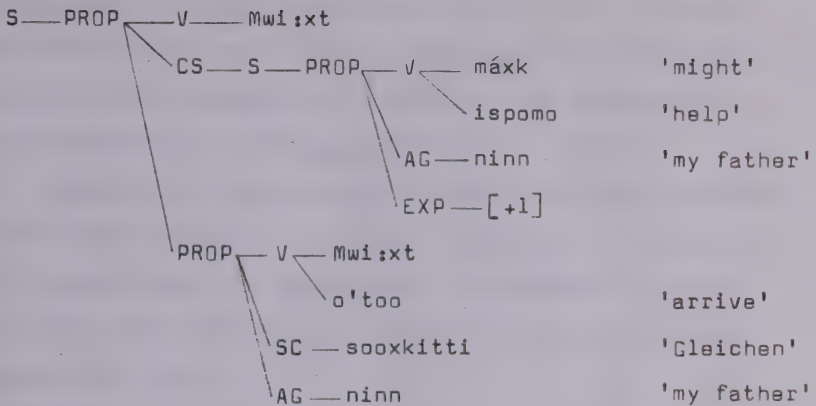 S PROP V Mwi:xt
CS S PROP V máxk 'might'
ispomo 'help'
AG ninn 'my father'
EXP [+1]
PROP V Mwi:xt
o'too 'arrive'
SC sooxkitti 'Gleichen'
AG ninn 'my father'